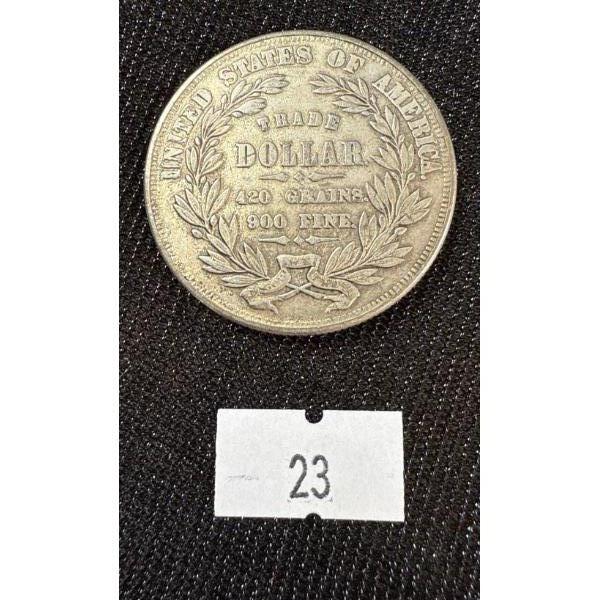 UNITED STATES OF AMERICA.
TRADE
DOLLAR
420 GRAINS.
900 FINE.
23